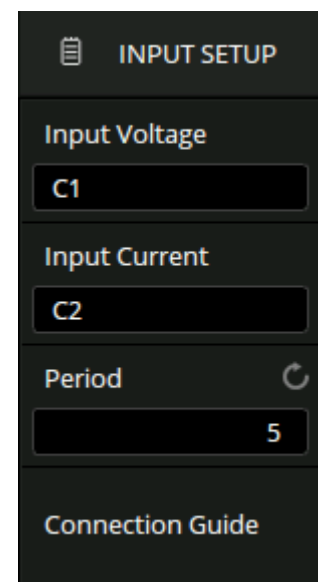 INPUT SETUP
Input Voltage
C1
Input Current
C2
Period
5
Connection Guide